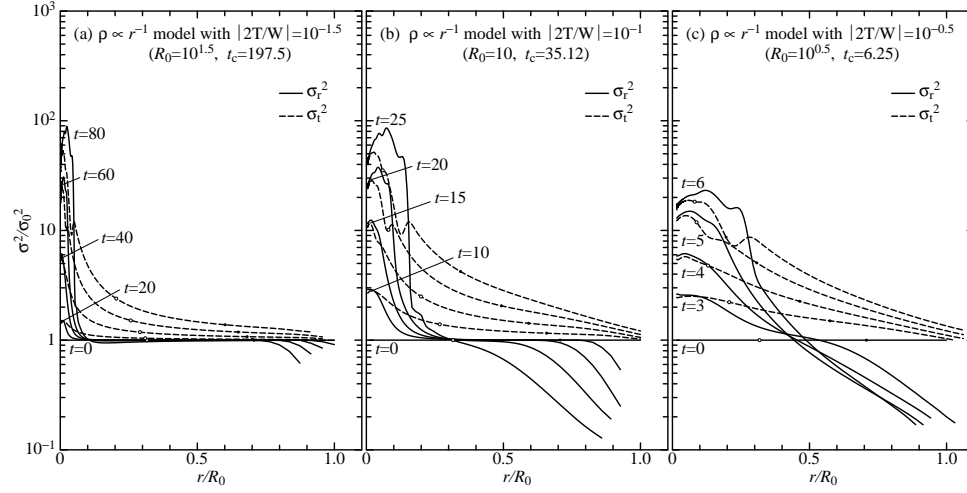 (a) ρ ∝ r⁻¹ model with |2T/W|=10⁻¹·⁵
(R₀=10¹·⁵, t_c=197.5)
σᵣ²
σₜ²
t=80
t=60
t=40
t=20
t=0
(b) ρ ∝ r⁻¹ model with |2T/W|=10⁻¹
(R₀=10, t_c=35.12)
σᵣ²
σₜ²
t=25
t=20
t=15
t=10
t=0
(c) ρ ∝ r⁻¹ model with |2T/W|=10⁻⁰·⁵
(R₀=10⁰·⁵, t_c=6.25)
σᵣ²
σₜ²
t=6
t=5
t=4
t=3
t=0
10³
10²
10
1
10⁻¹
σ²/σ₀²
0 0.5 1.0
0 0.5 1.0
0 0.5 1.0
r/R₀ r/R₀ r/R₀